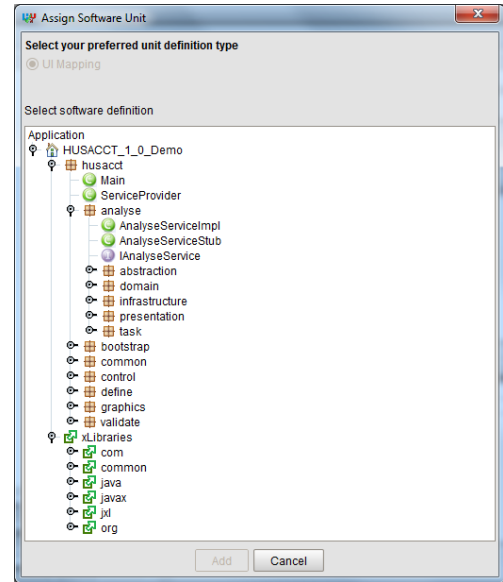 Assign Software Unit
Select your preferred unit definition type
UI Mapping
Select software definition
Application
HUSACCT_1_0_Demo
husacct
Main
ServiceProvider
analyse
AnalyseServiceImpl
AnalyseServiceStub
IAnalyseService
abstraction
domain
infrastructure
presentation
task
bootstrap
common
control
define
graphics
validate
xLibraries
com
common
java
javax
jxl
org
Add Cancel